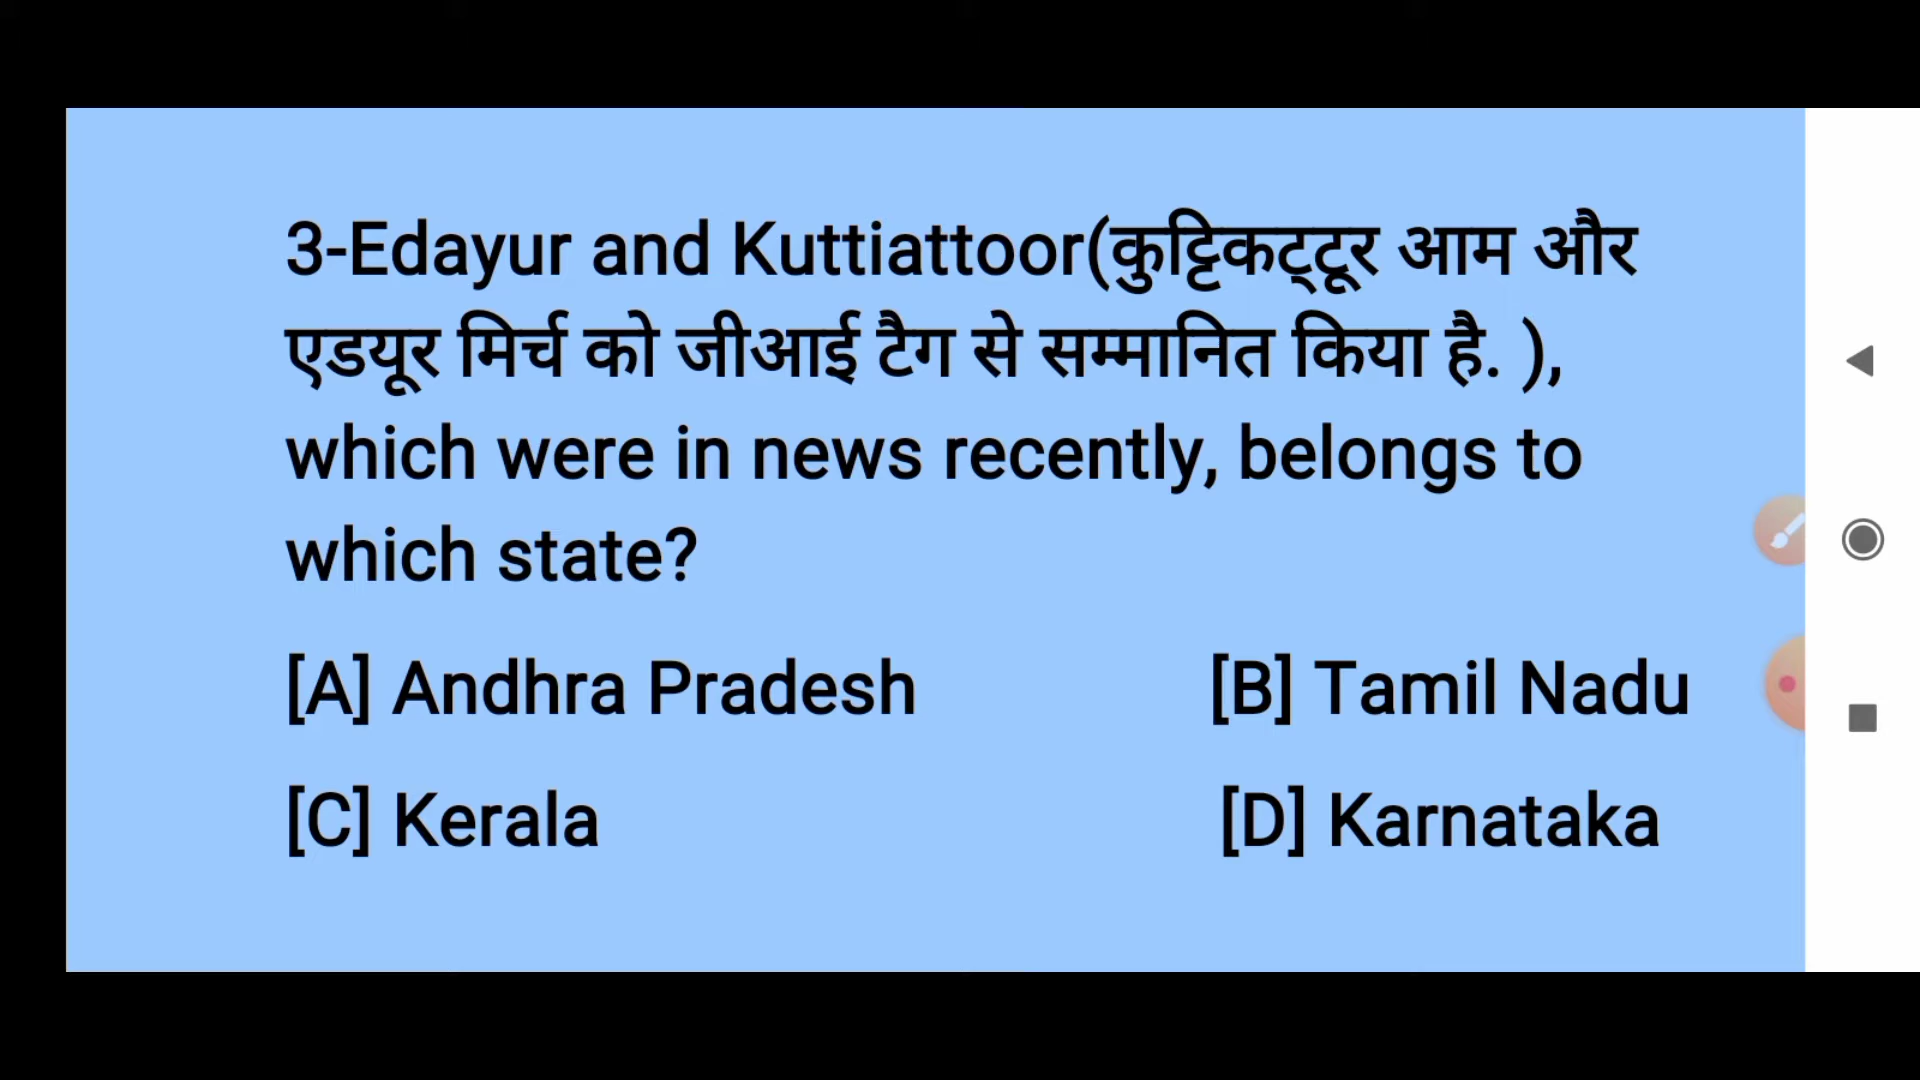 3-Edayur and Kuttiattoor(कुट्टिकट्टूर आम और
एडयूर मिर्च को जीआई टैग से सम्मानित किया है. ),
which were in news recently, belongs to
which state?
[A] Andhra Pradesh [B] Tamil Nadu
[C] Kerala [D] Karnataka